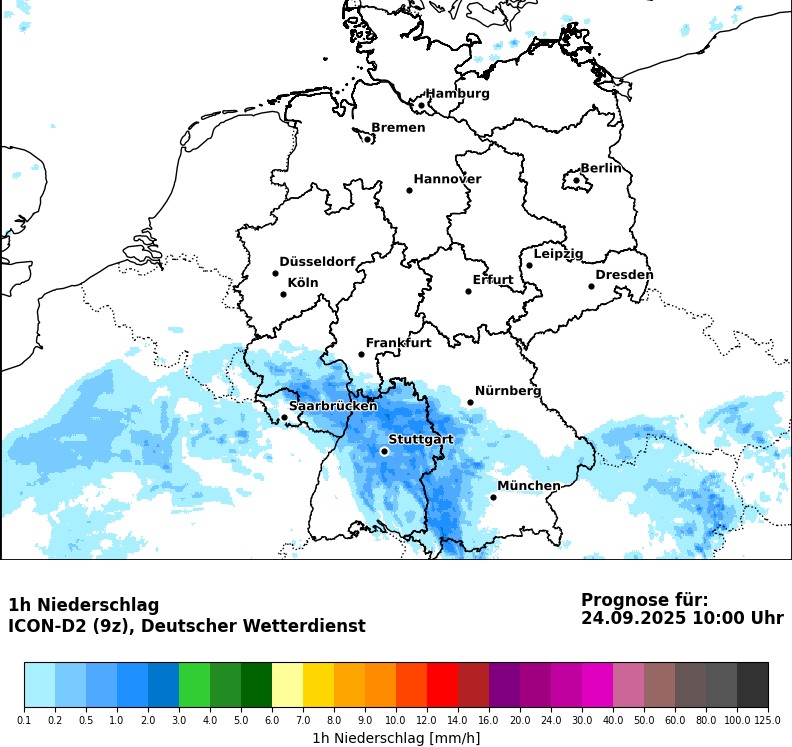 Hamburg
Bremen
Berlin
Hannover
Leipzig
Düsseldorf
Dresden
Köln
Erfurt
Frankfurt
Nürnberg
Saarbrücken
Stuttgart
München
1h Niederschlag
ICON-D2 (9z), Deutscher Wetterdienst
Prognose für:
24.09.2025 10:00 Uhr
0.1 0.2 0.5 1.0 2.0 3.0 4.0 5.0 6.0 7.0 9.0 10.0 12.0 14.0 16.0 20.0 24.0 30.0 40.0 50.0 60.0 80.0 100.0 125.0
1h Niederschlag [mm/h]